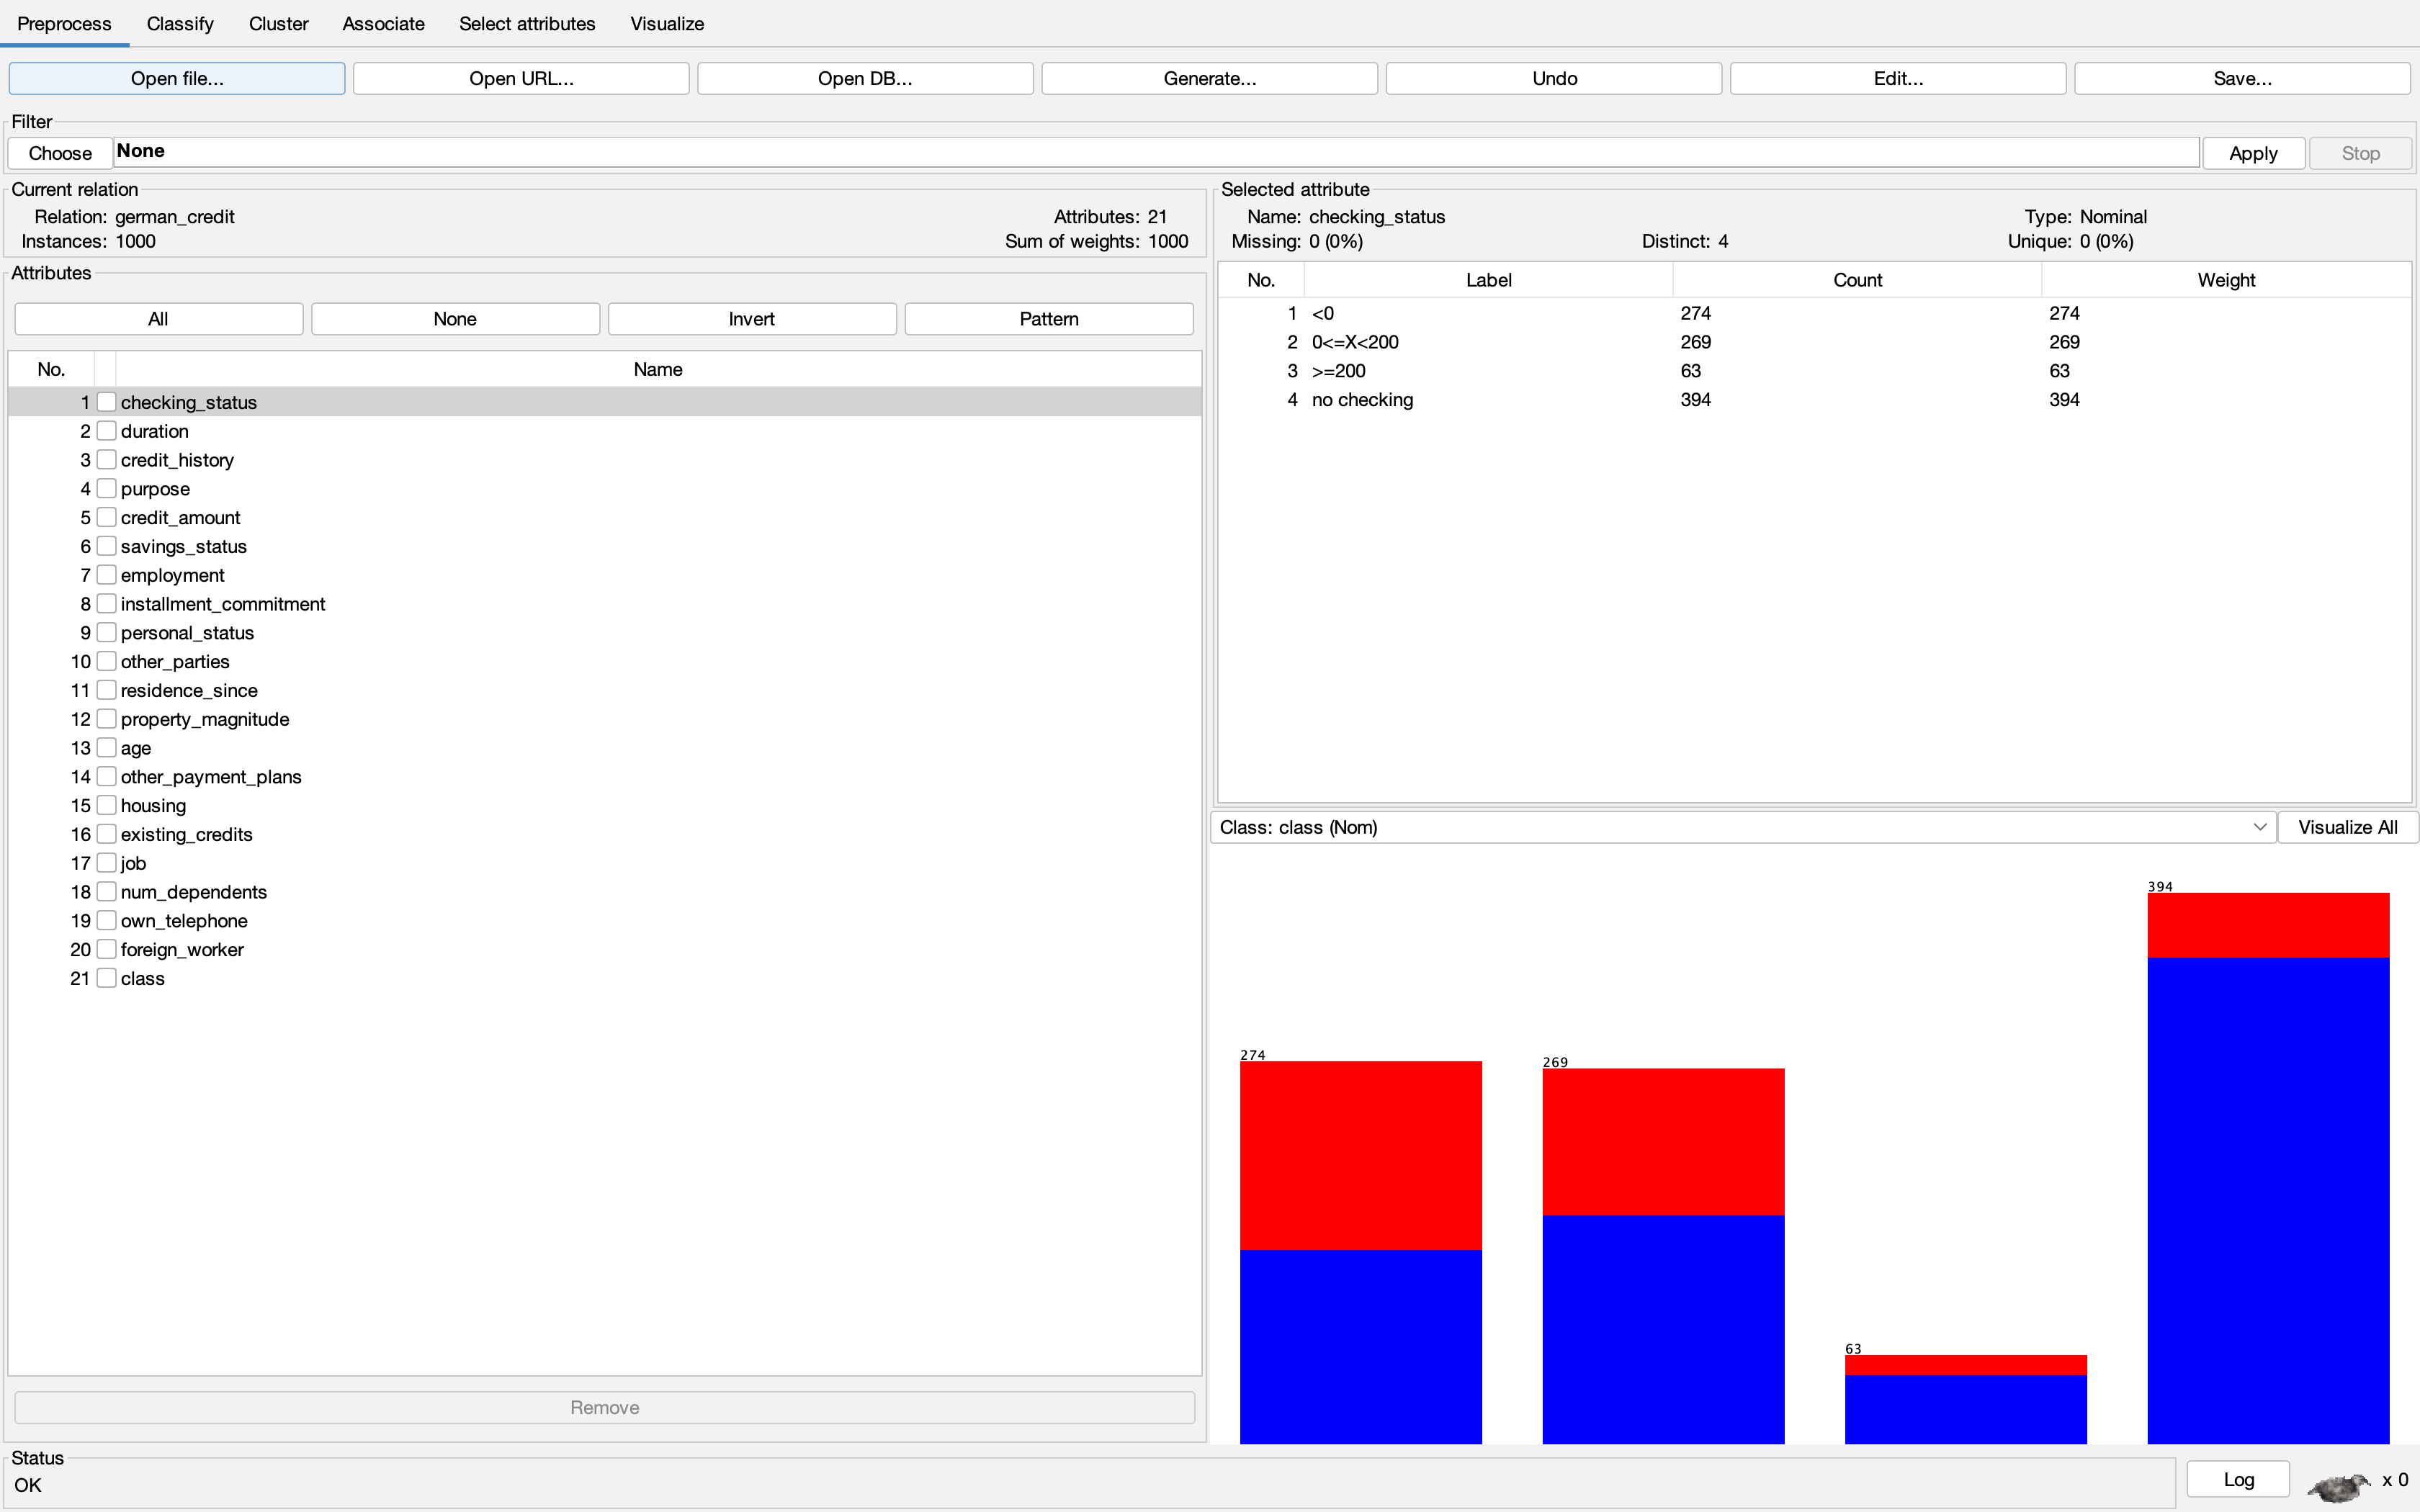 Preprocess Classify Cluster Associate Select attributes Visualize
Open file... Open URL... Open DB... Generate... Undo Edit... Save...
Filter
Choose None Apply Stop
Current relation
Relation: german_credit Attributes: 21
Instances: 1000 Sum of weights: 1000
Attributes
All None Invert Pattern
No. Name
1 checking_status
2 duration
3 credit_history
4 purpose
5 credit_amount
6 savings_status
7 employment
8 installment_commitment
9 personal_status
10 other_parties
11 residence_since
12 property_magnitude
13 age
14 other_payment_plans
15 housing
16 existing_credits
17 job
18 num_dependents
19 own_telephone
20 foreign_worker
21 class
Remove
Selected attribute
Name: checking_status Type: Nominal
Missing: 0 (0%) Distinct: 4 Unique: 0 (0%)
No. Label Count Weight
1 <0 274 274
2 0<=X<200 269 269
3 >=200 63 63
4 no checking 394 394
Class: class (Nom) Visualize All
394
274
269
63
Status
OK
Log x 0